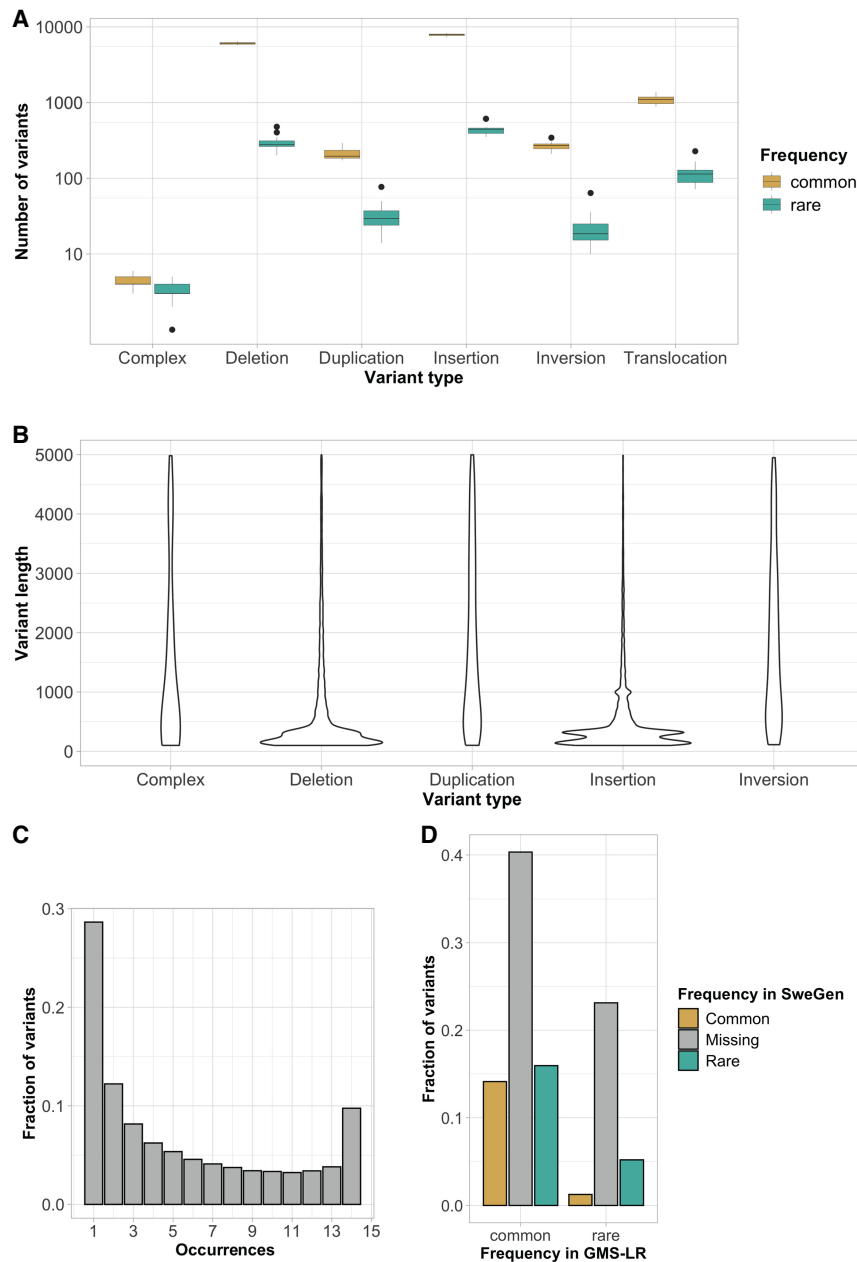 A
10000
1000
100
10
Number of variants
Complex Deletion Duplication Insertion Inversion Translocation
Variant type
Frequency
common
rare
B
5000
4000
3000
2000
1000
0
Variant length
Complex Deletion Duplication Insertion Inversion
Variant type
C
0.3
0.2
0.1
0.0
Fraction of variants
1 3 5 7 9 11 13 15
Occurrences
D
0.4
0.3
0.2
0.1
0.0
Fraction of variants
common rare
Frequency in GMS-LR
Frequency in SweGen
Common
Missing
Rare